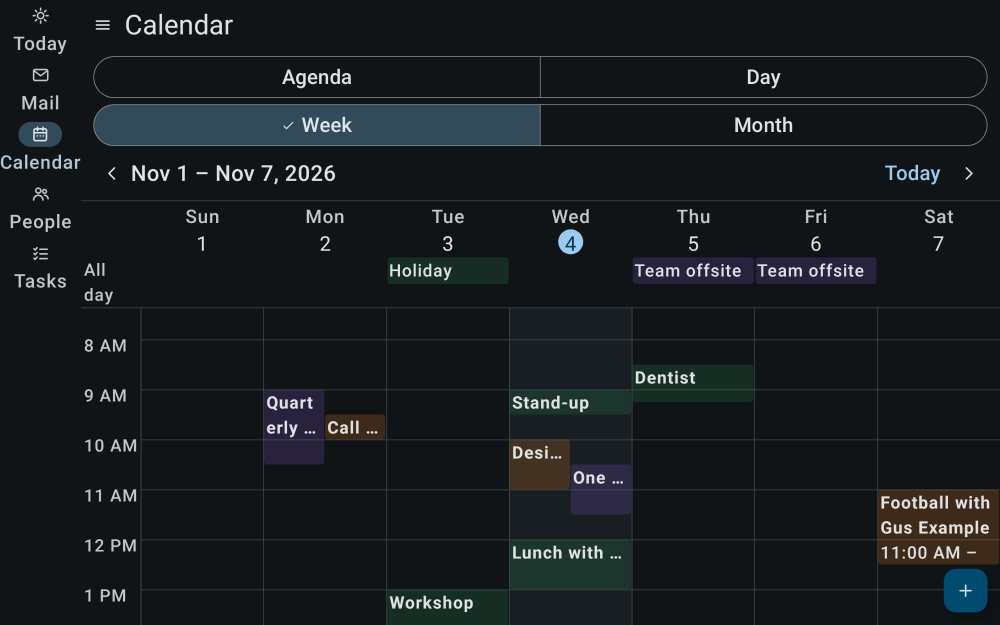 Today
Mail
Calendar
People
Tasks
Calendar
Agenda
Day
Week
Month
Nov 1 – Nov 7, 2026
Today
Sun
Mon
Tue
Wed
Thu
Fri
Sat
1
2
3
4
5
6
7
All
day
Holiday
Team offsite
Team offsite
8 AM
9 AM
10 AM
11 AM
12 PM
1 PM
Quart
erly …
Call …
Workshop
Stand-up
Desi…
One …
Lunch with …
Dentist
Football with
Gus Example
11:00 AM –